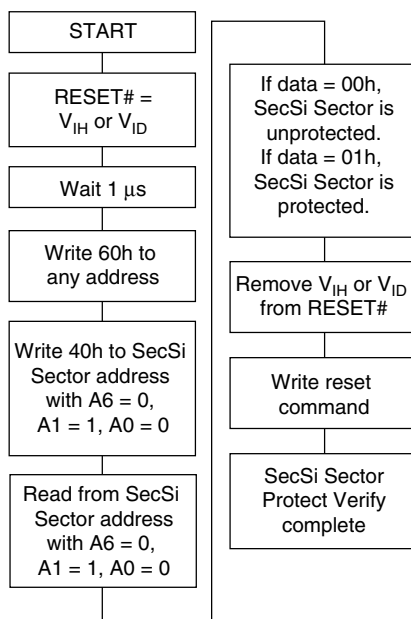 START
RESET# =
V_IH or V_ID
Wait 1 μs
Write 60h to
any address
Write 40h to SecSi
Sector address
with A6 = 0,
A1 = 1, A0 = 0
Read from SecSi
Sector address
with A6 = 0,
A1 = 1, A0 = 0
If data = 00h,
SecSi Sector is
unprotected.
If data = 01h,
SecSi Sector is
protected.
Remove V_IH or V_ID
from RESET#
Write reset
command
SecSi Sector
Protect Verify
complete